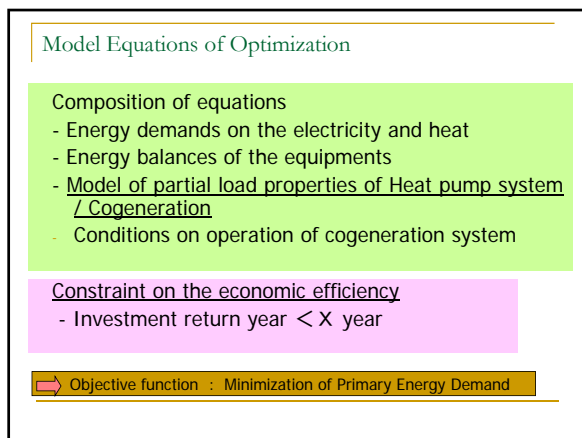 Model Equations of Optimization
Composition of equations
- Energy demands on the electricity and heat
- Energy balances of the equipments
- Model of partial load properties of Heat pump system
/ Cogeneration
- Conditions on operation of cogeneration system
Constraint on the economic efficiency
- Investment return year ＜X year
Objective function : Minimization of Primary Energy Demand